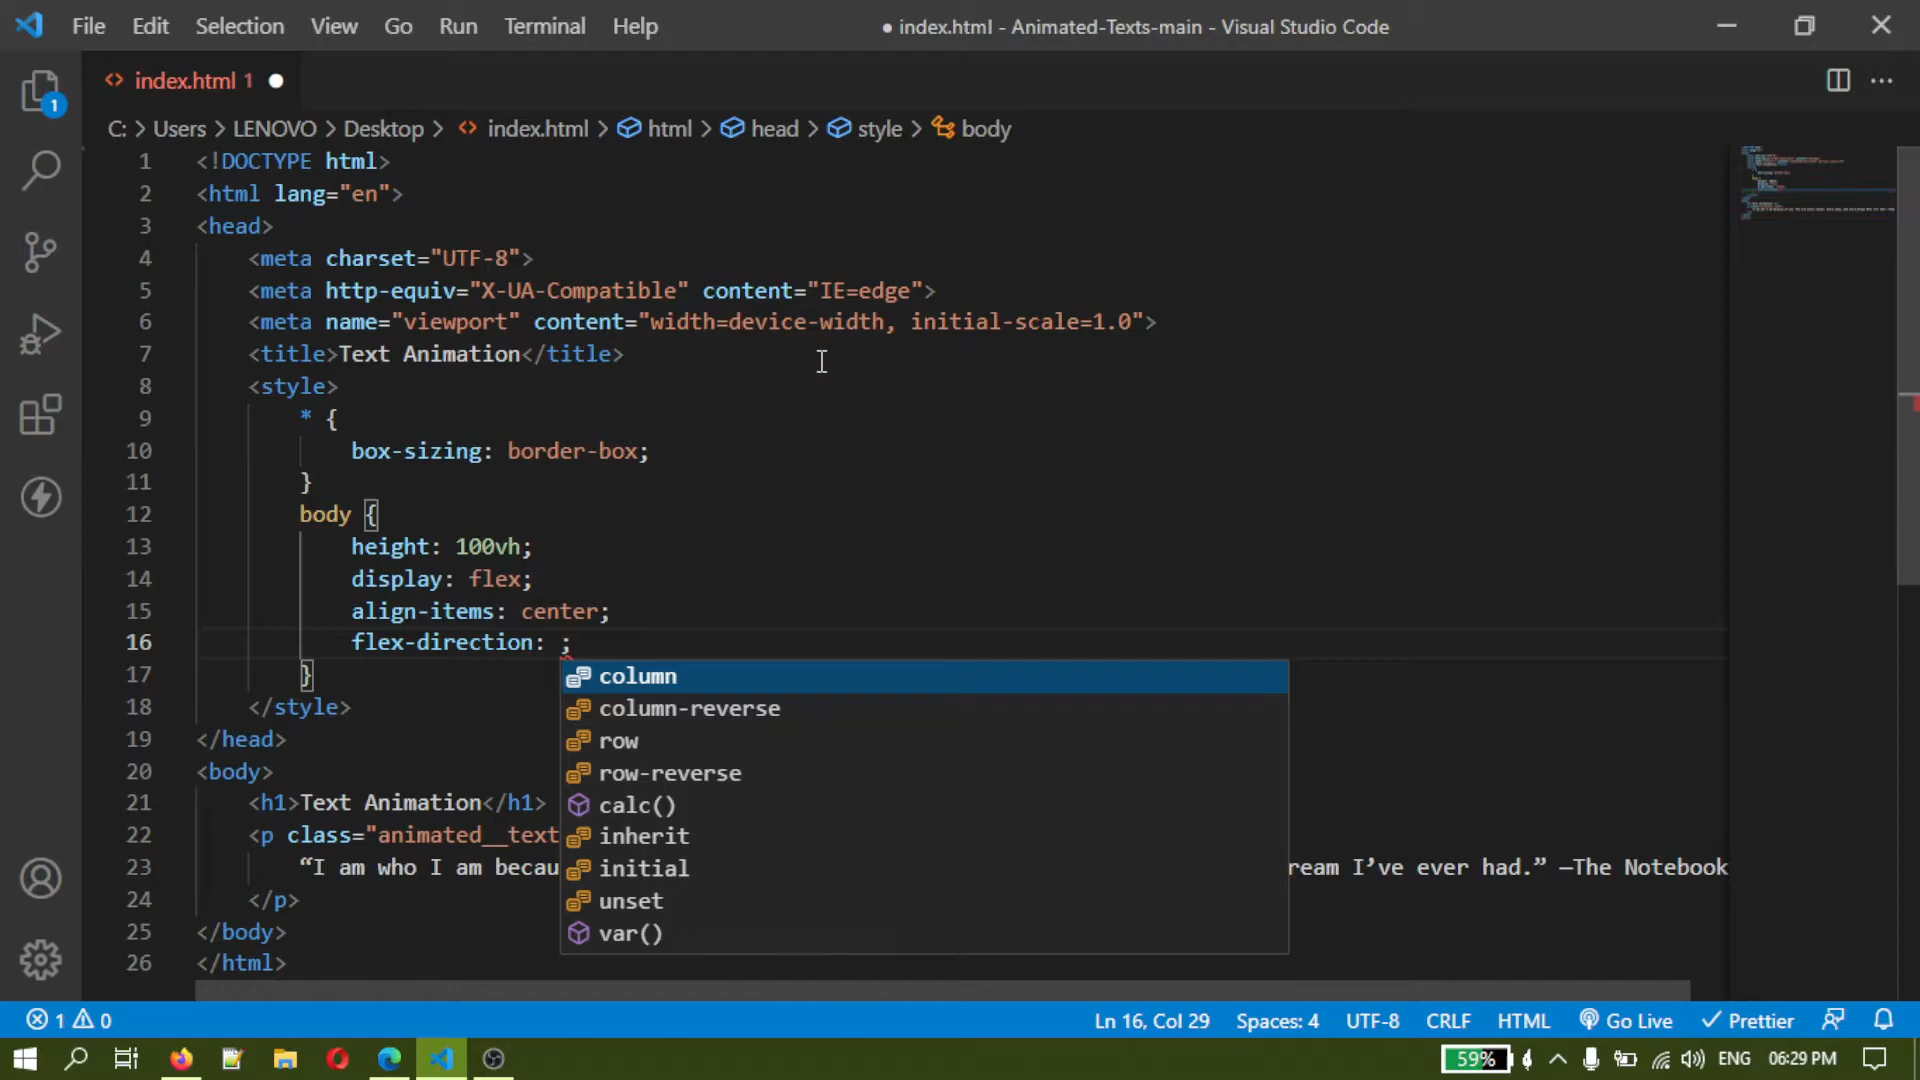 File Edit Selection View Go Run Terminal Help ● index.html - Animated-Texts-main - Visual Studio Code
index.html 1
C: > Users > LENOVO > Desktop > index.html > html > head > style > body
1 <!DOCTYPE html>
2 <html lang="en">
3 <head>
4 <meta charset="UTF-8">
5 <meta http-equiv="X-UA-Compatible" content="IE=edge">
6 <meta name="viewport" content="width=device-width, initial-scale=1.0">
7 <title>Text Animation</title>
8 <style>
9 * {
10 box-sizing: border-box;
11 }
12 body {
13 height: 100vh;
14 display: flex;
15 align-items: center;
16 flex-direction: ;
17 }
column
18 </style>
column-reverse
19 </head>
row
20 <body>
row-reverse
21 <h1>Text Animation</h1>
calc()
22 <p class="animated__text
inherit
23 “I am who I am becau
initial
ream I’ve ever had.” —The Notebook
24 </p>
unset
25 </body>
var()
26 </html>
1
1 0
Ln 16, Col 29 Spaces: 4 UTF-8 CRLF HTML Go Live Prettier
59% ENG 06:29 PM